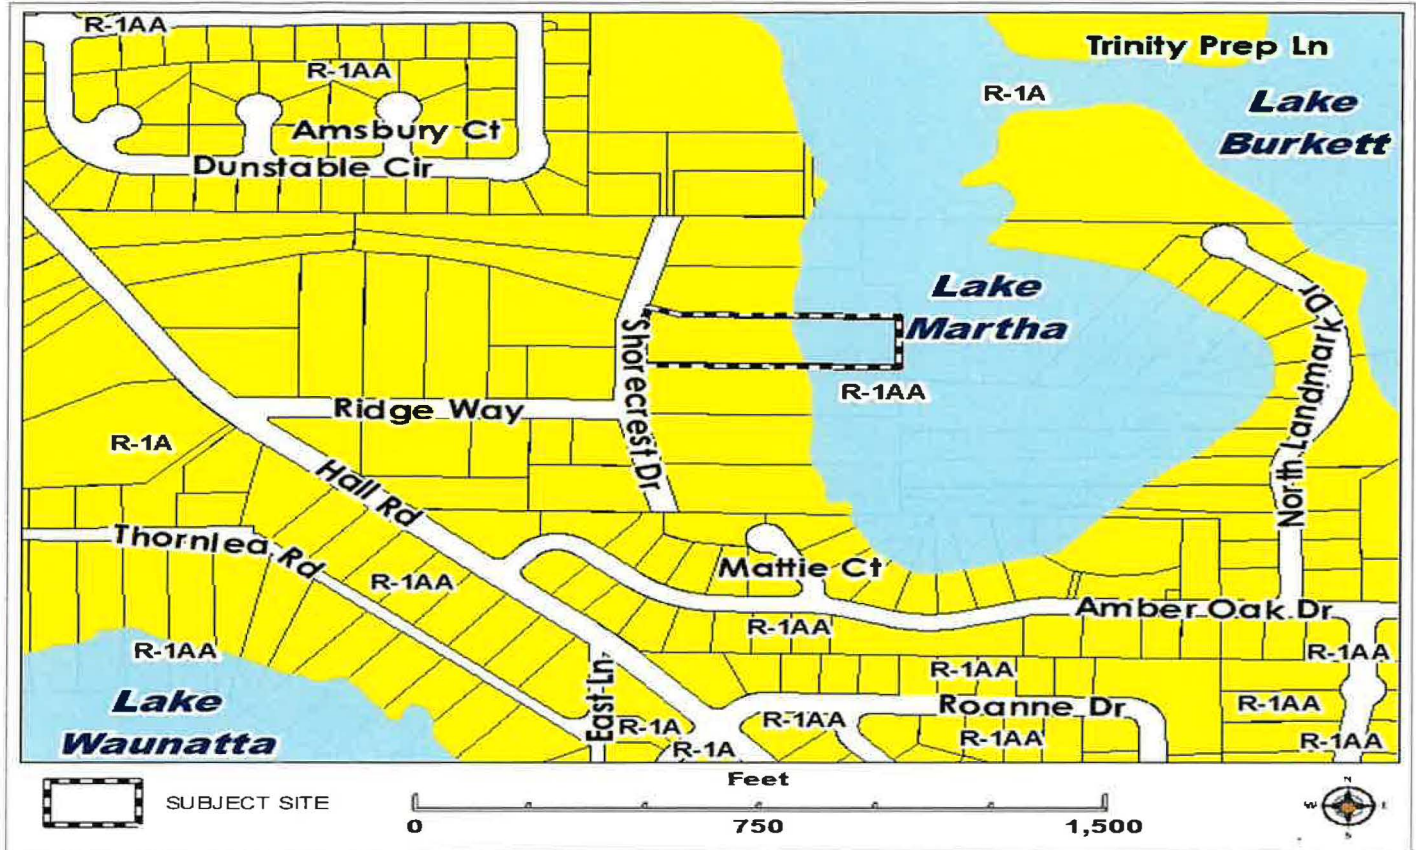 R-1AA
Trinity Prep Ln
R-1AA
R-1A
Lake
Burkett
Amsbury Ct
Dunstable Cir
Lake
Martha
North Landmark Dr
Shorecrest Dr
R-1AA
Ridge Way
R-1A
Hall Rd
Thornlea Rd
R-1AA
Mattie Ct
Amber Oak Dr
R-1AA
R-1AA
R-1AA
R-1AA
East Ln
Lake
Waunatta
R-1AA
Roanne Dr
R-1A
R-1AA
R-1AA
R-1A
R-1AA
SUBJECT SITE
Feet
0
750
1,500
N
W
E
S